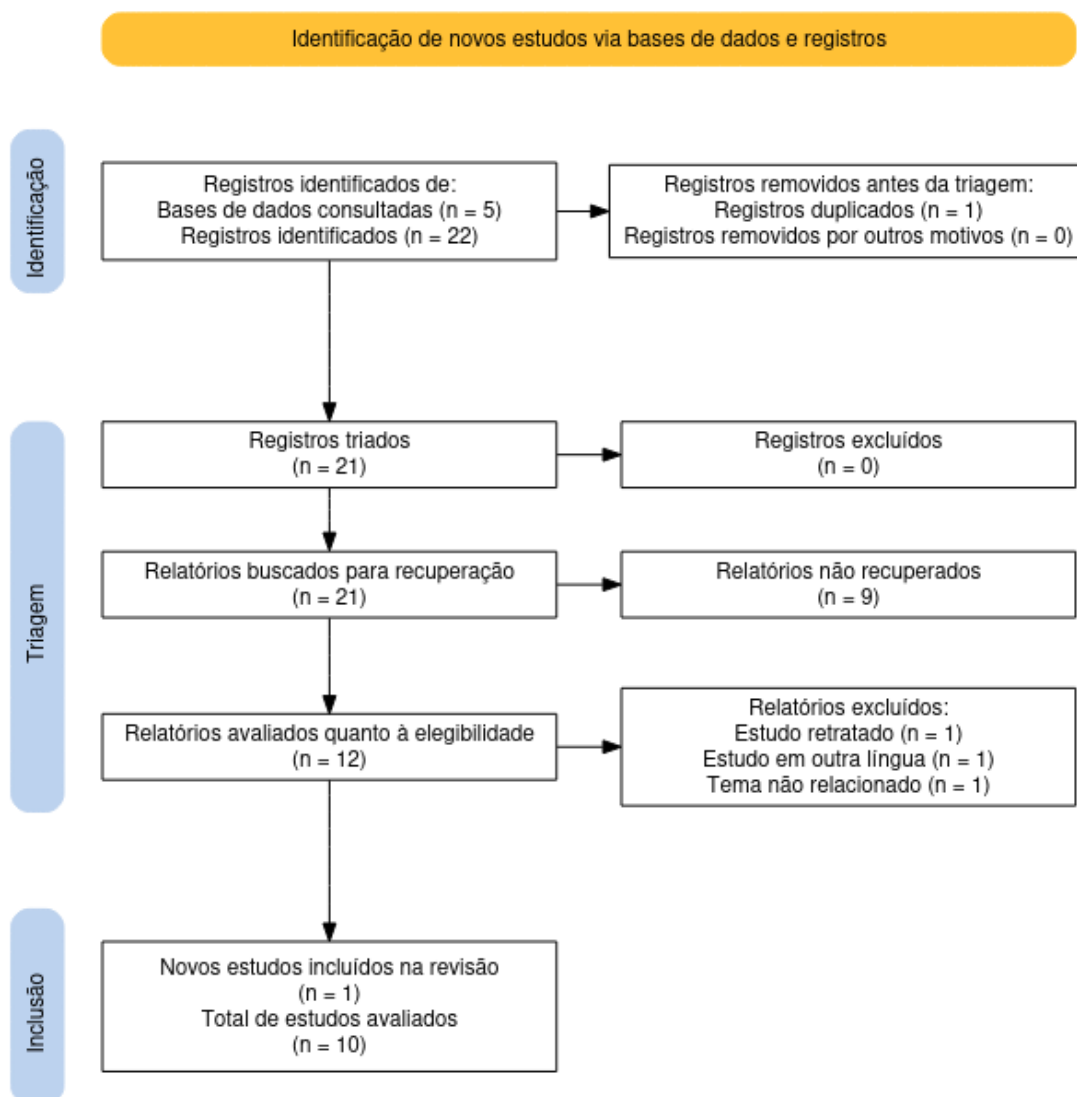 Identificação de novos estudos via bases de dados e registros
Identificação
Registros identificados de:
Bases de dados consultadas (n = 5)
Registros identificados (n = 22)
Registros removidos antes da triagem:
Registros duplicados (n = 1)
Registros removidos por outros motivos (n = 0)
Triagem
Registros triados
(n = 21)
Registros excluídos
(n = 0)
Relatórios buscados para recuperação
(n = 21)
Relatórios não recuperados
(n = 9)
Relatórios avaliados quanto à elegibilidade
(n = 12)
Relatórios excluídos:
Estudo retratado (n = 1)
Estudo em outra língua (n = 1)
Tema não relacionado (n = 1)
Inclusão
Novos estudos incluídos na revisão
(n = 1)
Total de estudos avaliados
(n = 10)